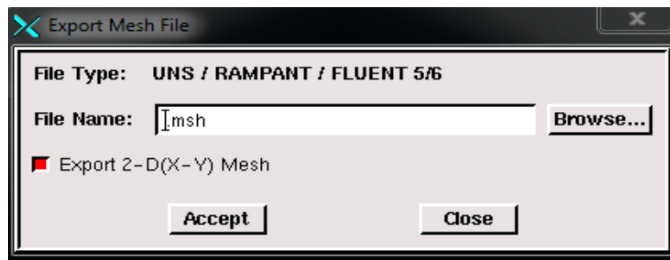 Export Mesh File
File Type: UNS / RAMPANT / FLUENT 5/6
File Name: .msh Browse...
Export 2-D(X-Y) Mesh
Accept Close